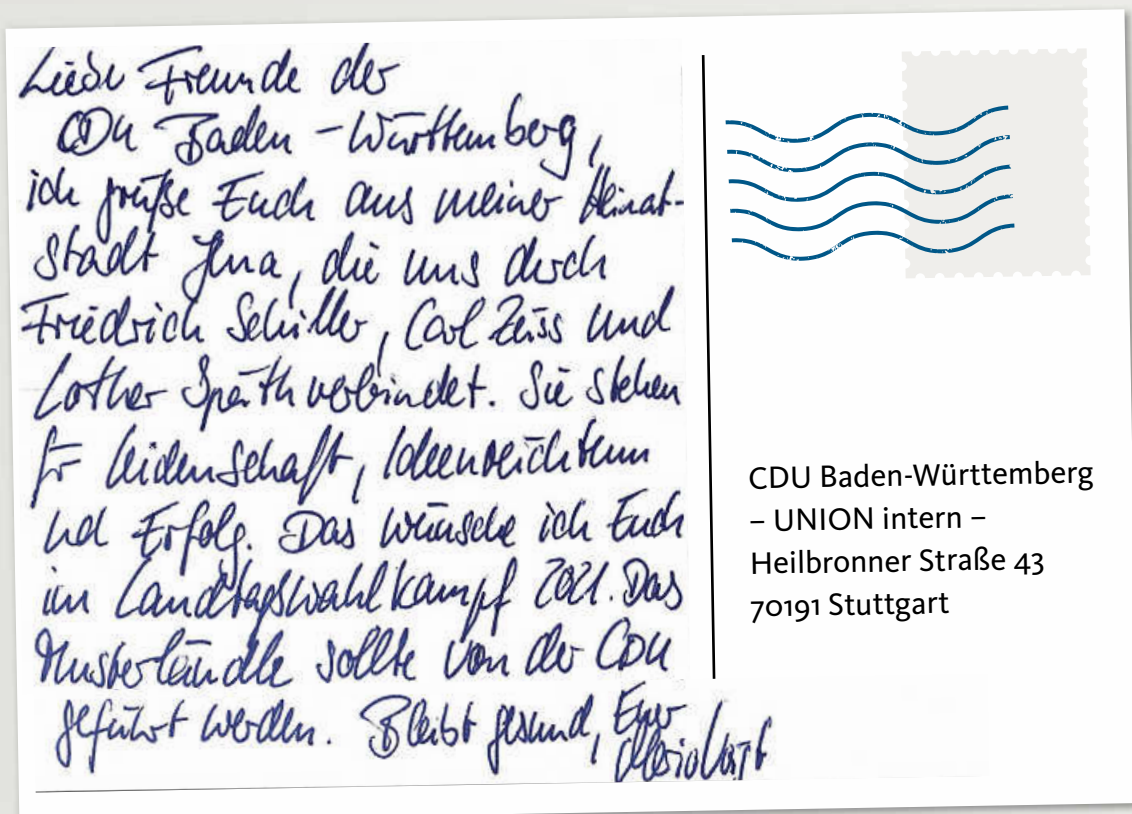 Liebe Freunde der
CDU Baden-Württemberg,
ich grüße Euch aus meiner Heimat-
stadt Jena, die uns durch
Friedrich Schiller, Carl Zeiss und
Lothar Späth verbindet. Sie stehen
für Leidenschaft, Ideenreichtum
und Erfolg. Das wünsche ich Euch
im Landtagswahlkampf 2021. Das
Musterländle sollte von der CDU
geführt werden. Bleibt gesund, Euer
Mario Voigt
CDU Baden-Württemberg
– UNION intern –
Heilbronner Straße 43
70191 Stuttgart